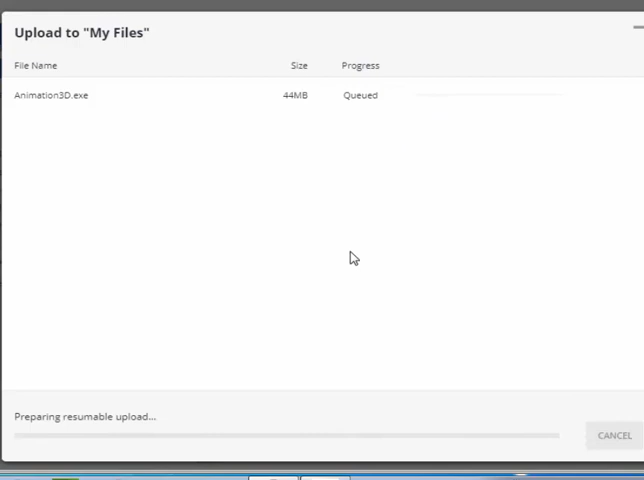 Upload to "My Files"
File Name Size Progress
Animation3D.exe 44MB Queued
Preparing resumable upload...
CANCEL